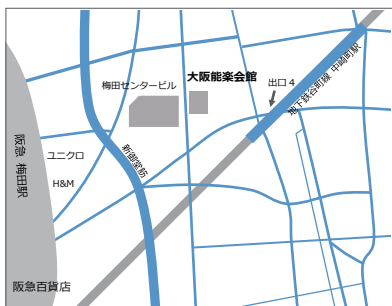 大阪能楽会館
梅田センタービル
出口４
地下鉄谷町線 中崎町駅
新御堂筋
ユニクロ
H&M
阪急 梅田駅
阪急百貨店